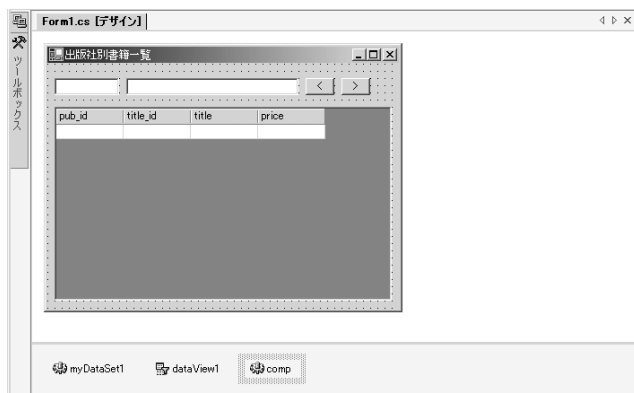 Form1.cs [デザイン]
ツールボックス
出版社別書籍一覧
< >
pub_id title_id title price
myDataSet1 dataView1 comp